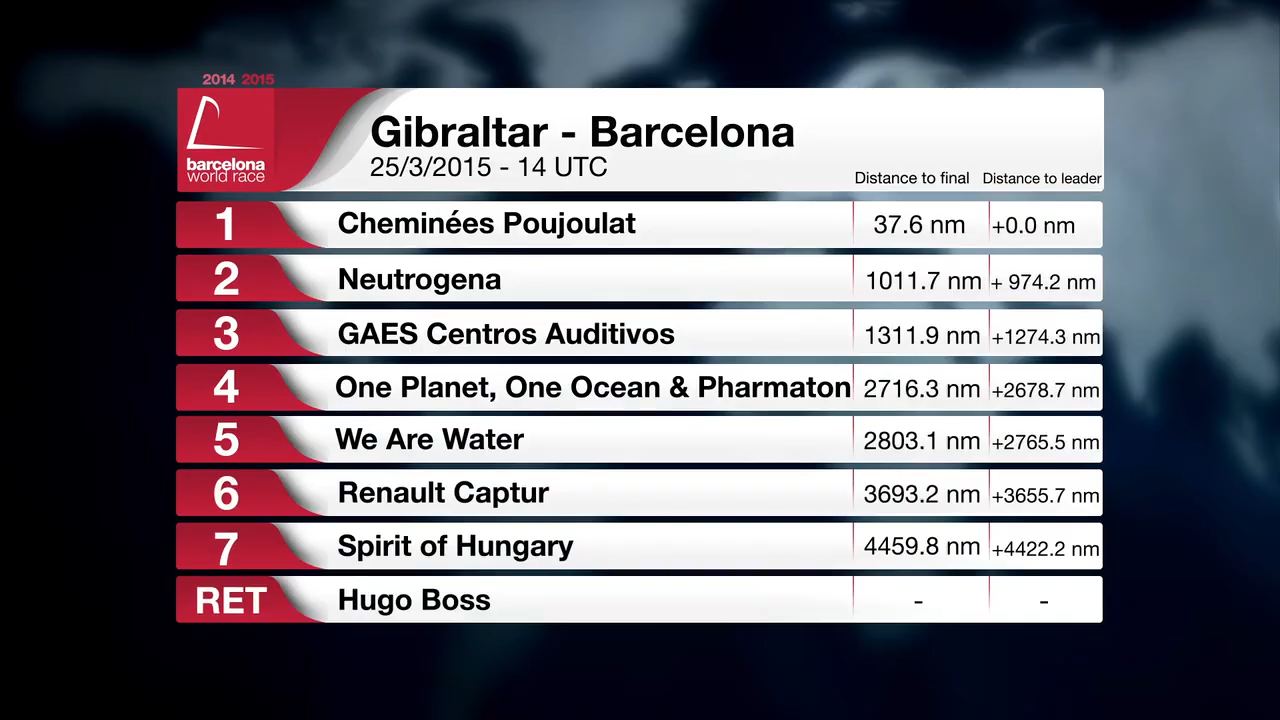 2014 2015
barcelona
world race
Gibraltar - Barcelona
25/3/2015 - 14 UTC
Distance to final Distance to leader
1 Cheminées Poujoulat 37.6 nm +0.0 nm
2 Neutrogena 1011.7 nm + 974.2 nm
3 GAES Centros Auditivos 1311.9 nm +1274.3 nm
4 One Planet, One Ocean & Pharmaton 2716.3 nm +2678.7 nm
5 We Are Water 2803.1 nm +2765.5 nm
6 Renault Captur 3693.2 nm +3655.7 nm
7 Spirit of Hungary 4459.8 nm +4422.2 nm
RET Hugo Boss - -